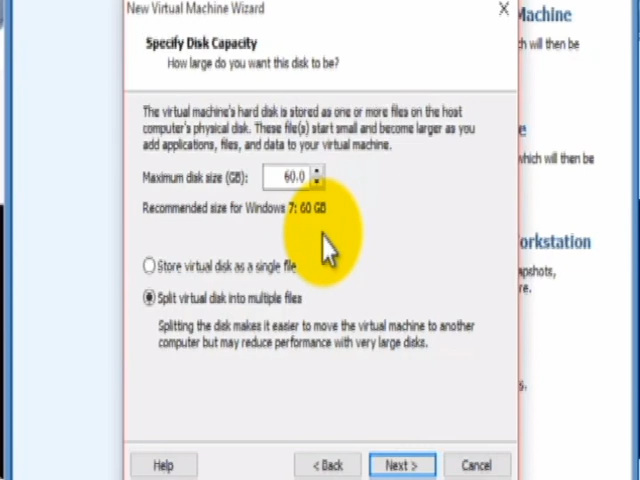 New Virtual Machine Wizard
Machine
Specify Disk Capacity
How large do you want this disk to be?
which will then be
The virtual machine's hard disk is stored as one or more files on the host
computer's physical disk. These file(s) start small and become larger as you
add applications, files, and data to your virtual machine.
which will then be
Maximum disk size (GB): 60.0
Recommended size for Windows 7: 60 GB
orkstation
Store virtual disk as a single file
apshots,
Split virtual disk into multiple files
Splitting the disk makes it easier to move the virtual machine to another
computer but may reduce performance with very large disks.
Help
< Back
Next >
Cancel